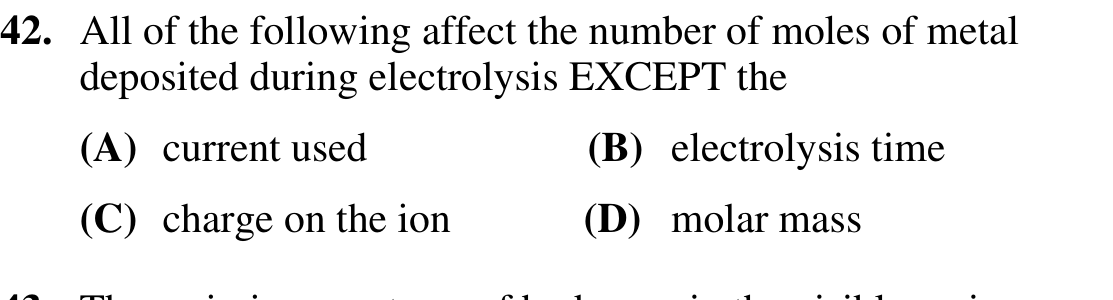 42. All of the following affect the number of moles of metal
deposited during electrolysis EXCEPT the
(A) current used (B) electrolysis time
(C) charge on the ion (D) molar mass